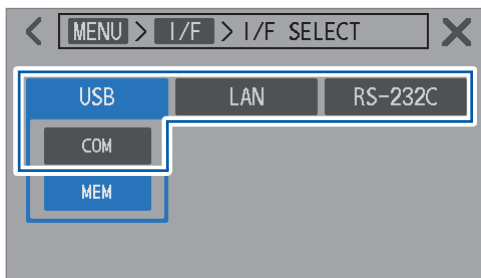 MENU > I/F > I/F SELECT
USB LAN RS-232C
COM
MEM